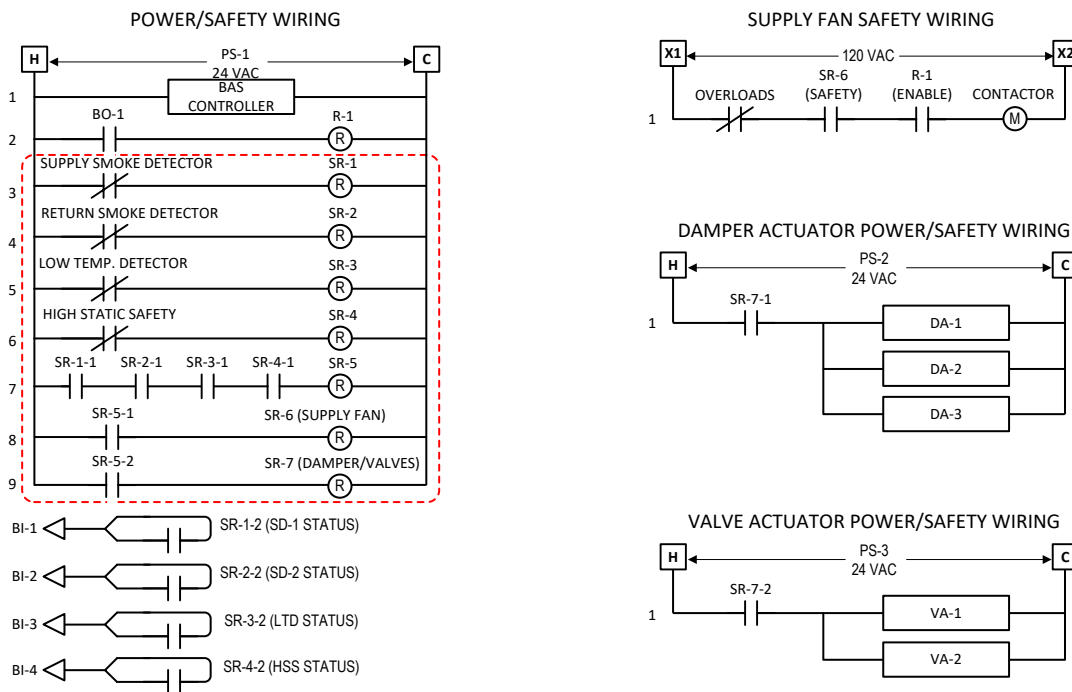 POWER/SAFETY WIRING
H
PS-1
24 VAC
C
1
BAS
CONTROLLER
2
BO-1
R-1
R
3
SUPPLY SMOKE DETECTOR
SR-1
R
4
RETURN SMOKE DETECTOR
SR-2
R
5
LOW TEMP. DETECTOR
SR-3
R
6
HIGH STATIC SAFETY
SR-4
R
7
SR-1-1 SR-2-1 SR-3-1 SR-4-1 SR-5
R
8
SR-5-1
SR-6 (SUPPLY FAN)
R
9
SR-5-2
SR-7 (DAMPER/VALVES)
R
BI-1
SR-1-2 (SD-1 STATUS)
BI-2
SR-2-2 (SD-2 STATUS)
BI-3
SR-3-2 (LTD STATUS)
BI-4
SR-4-2 (HSS STATUS)
SUPPLY FAN SAFETY WIRING
X1
120 VAC
X2
1
OVERLOADS
SR-6
(SAFETY)
R-1
(ENABLE)
CONTACTOR
M
DAMPER ACTUATOR POWER/SAFETY WIRING
H
PS-2
24 VAC
C
1
SR-7-1
DA-1
DA-2
DA-3
VALVE ACTUATOR POWER/SAFETY WIRING
H
PS-3
24 VAC
C
1
SR-7-2
VA-1
VA-2